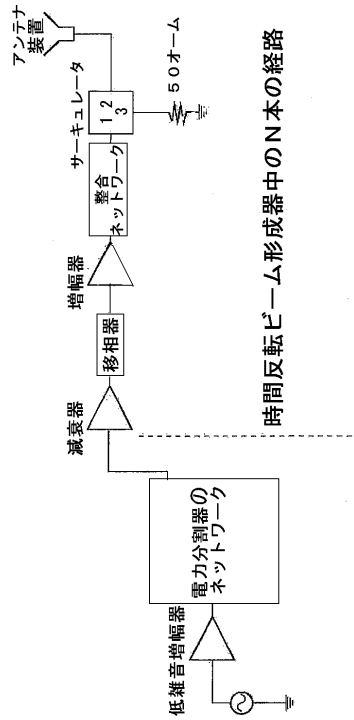 アンテナ
装置
サーキュレータ
1 2
3
50オーム
整合
ネットワーク
増幅器
移相器
減衰器
電力分割器の
ネットワーク
低雑音増幅器
時間反転ビーム形成器中のN本の経路